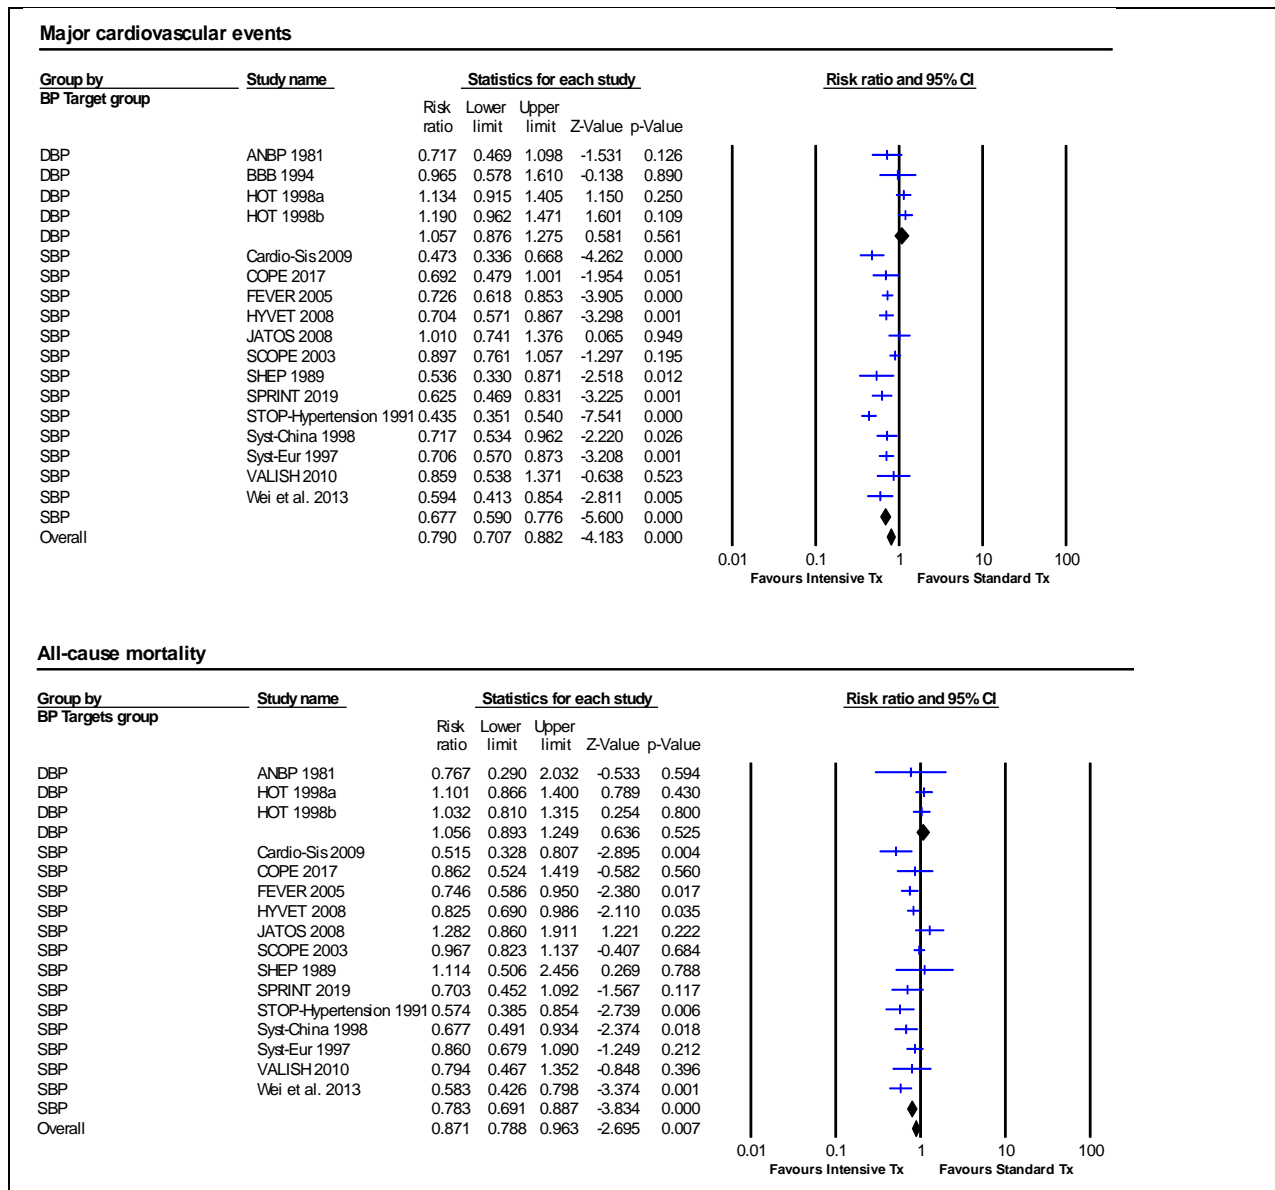 Major cardiovascular events
Group by Study name Statistics for each study Risk ratio and 95% CI
BP Target group
Risk Lower Upper
ratio limit limit Z-Value p-Value
DBP ANBP 1981 0.717 0.469 1.098 -1.531 0.126
DBP BBB 1994 0.965 0.578 1.610 -0.138 0.890
DBP HOT 1998a 1.134 0.915 1.405 1.150 0.250
DBP HOT 1998b 1.190 0.962 1.471 1.601 0.109
DBP 1.057 0.876 1.275 0.581 0.561
SBP Cardio-Sis 2009 0.473 0.336 0.668 -4.262 0.000
SBP COPE 2017 0.692 0.479 1.001 -1.954 0.051
SBP FEVER 2005 0.726 0.618 0.853 -3.905 0.000
SBP HYVET 2008 0.704 0.571 0.867 -3.298 0.001
SBP JATOS 2008 1.010 0.741 1.376 0.065 0.949
SBP SCOPE 2003 0.897 0.761 1.057 -1.297 0.195
SBP SHEP 1989 0.536 0.330 0.871 -2.518 0.012
SBP SPRINT 2019 0.625 0.469 0.831 -3.225 0.001
SBP STOP-Hypertension 1991 0.435 0.351 0.540 -7.541 0.000
SBP Syst-China 1998 0.717 0.534 0.962 -2.220 0.026
SBP Syst-Eur 1997 0.706 0.570 0.873 -3.208 0.001
SBP VALISH 2010 0.859 0.538 1.371 -0.638 0.523
SBP Wei et al. 2013 0.594 0.413 0.854 -2.811 0.005
SBP 0.677 0.590 0.776 -5.600 0.000
Overall 0.790 0.707 0.882 -4.183 0.000
0.01 0.1 1 10 100
Favours Intensive Tx Favours Standard Tx
All-cause mortality
Group by Study name Statistics for each study Risk ratio and 95% CI
BP Targets group
Risk Lower Upper
ratio limit limit Z-Value p-Value
DBP ANBP 1981 0.767 0.290 2.032 -0.533 0.594
DBP HOT 1998a 1.101 0.866 1.400 0.789 0.430
DBP HOT 1998b 1.032 0.810 1.315 0.254 0.800
DBP 1.056 0.893 1.249 0.636 0.525
SBP Cardio-Sis 2009 0.515 0.328 0.807 -2.895 0.004
SBP COPE 2017 0.862 0.524 1.419 -0.582 0.560
SBP FEVER 2005 0.746 0.586 0.950 -2.380 0.017
SBP HYVET 2008 0.825 0.690 0.986 -2.110 0.035
SBP JATOS 2008 1.282 0.860 1.911 1.221 0.222
SBP SCOPE 2003 0.967 0.823 1.137 -0.407 0.684
SBP SHEP 1989 1.114 0.506 2.456 0.269 0.788
SBP SPRINT 2019 0.703 0.452 1.092 -1.567 0.117
SBP STOP-Hypertension 1991 0.574 0.385 0.854 -2.739 0.006
SBP Syst-China 1998 0.677 0.491 0.934 -2.374 0.018
SBP Syst-Eur 1997 0.860 0.679 1.090 -1.249 0.212
SBP VALISH 2010 0.794 0.467 1.352 -0.848 0.396
SBP Wei et al. 2013 0.583 0.426 0.798 -3.374 0.001
SBP 0.783 0.691 0.887 -3.834 0.000
Overall 0.871 0.788 0.963 -2.695 0.007
0.01 0.1 1 10 100
Favours Intensive Tx Favours Standard Tx